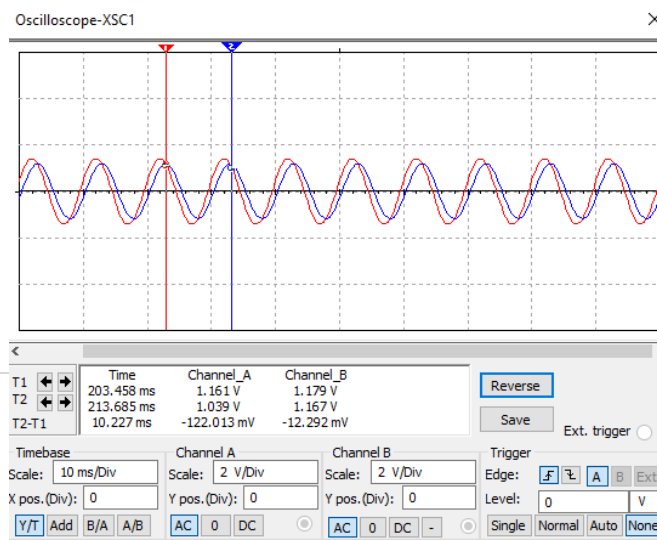 Oscilloscope-XSC1
1 2
Time Channel_A Channel_B
T1 203.458 ms 1.161 V 1.179 V
T2 213.685 ms 1.039 V 1.167 V
T2-T1 10.227 ms -122.013 mV -12.292 mV
Reverse
Save
Ext. trigger
Timebase
Scale: 10 ms/Div
X pos.(Div): 0
Y/T Add B/A A/B
Channel A
Scale: 2 V/Div
Y pos.(Div): 0
AC 0 DC
Channel B
Scale: 2 V/Div
Y pos.(Div): 0
AC 0 DC -
Trigger
Edge: A B Ext
Level: 0 V
Single Normal Auto None